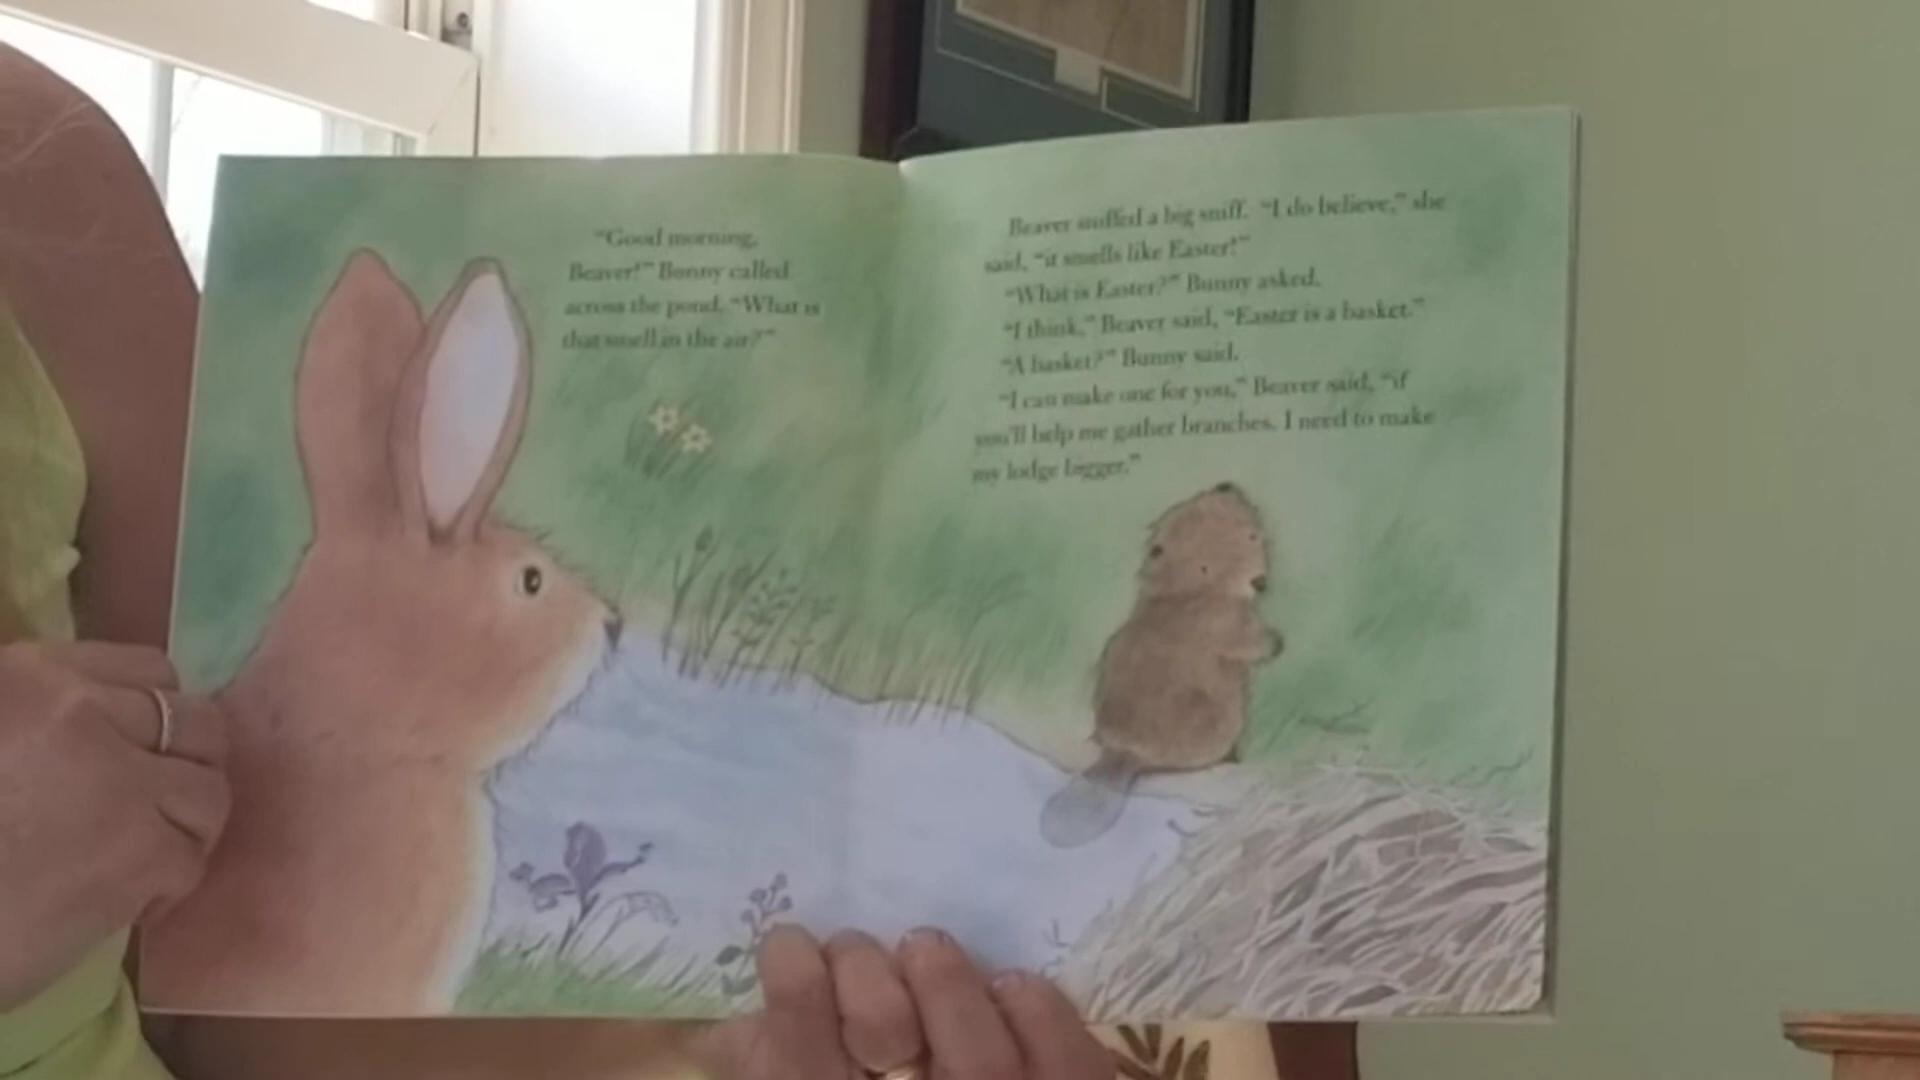 "Good morning,
Beaver!" Bunny called
across the pond. "What is
that smell in the air?"
Beaver sniffed a big sniff. "I do believe," she
said, "it smells like Easter!"
"What is Easter?" Bunny asked.
"I think," Beaver said, "Easter is a basket."
"A basket?" Bunny said.
"I can make one for you," Beaver said, "if
you'll help me gather branches. I need to make
my lodge bigger."